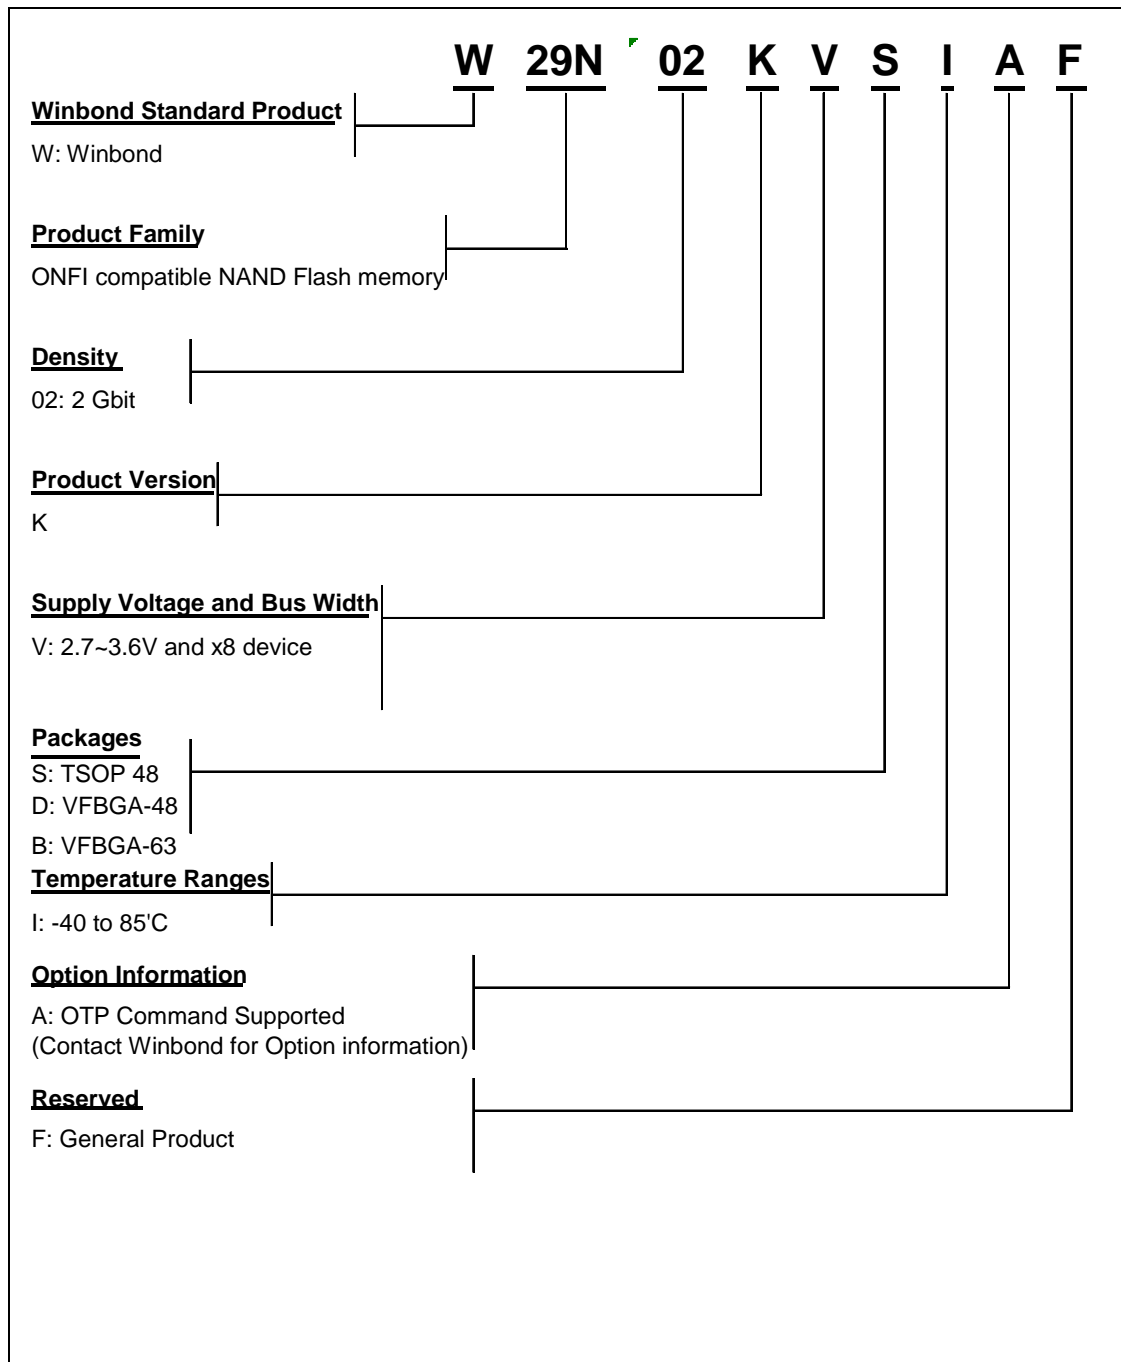 W 29N 02 K V S I A F
Winbond Standard Product
W: Winbond
Product Family
ONFI compatible NAND Flash memory
Density
02: 2 Gbit
Product Version
K
Supply Voltage and Bus Width
V: 2.7~3.6V and x8 device
Packages
S: TSOP 48
D: VFBGA-48
B: VFBGA-63
Temperature Ranges
I: -40 to 85'C
Option Information
A: OTP Command Supported
(Contact Winbond for Option information)
Reserved
F: General Product